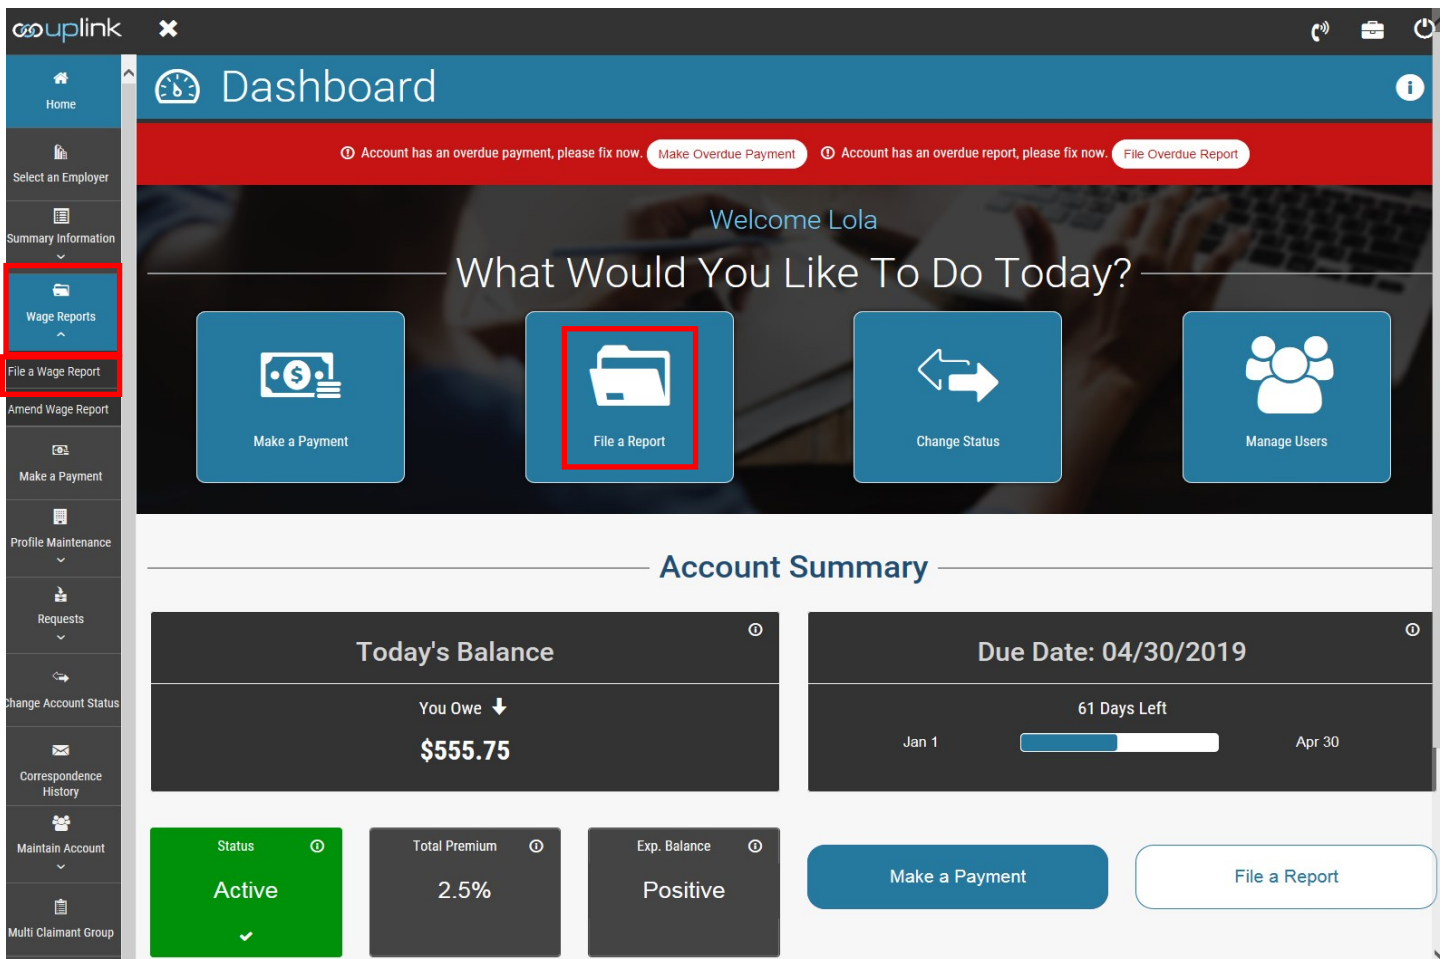 uplink
Dashboard
Home
Account has an overdue payment, please fix now. Make Overdue Payment Account has an overdue report, please fix now. File Overdue Report
Select an Employer
Summary Information
Wage Reports
File a Wage Report
Amend Wage Report
Make a Payment
Profile Maintenance
Requests
Change Account Status
Correspondence
History
Maintain Account
Multi Claimant Group
Welcome Lola
What Would You Like To Do Today?
Make a Payment
File a Report
Change Status
Manage Users
Account Summary
Today's Balance
You Owe
$555.75
Due Date: 04/30/2019
61 Days Left
Jan 1 Apr 30
Status
Active
Total Premium
2.5%
Exp. Balance
Positive
Make a Payment
File a Report